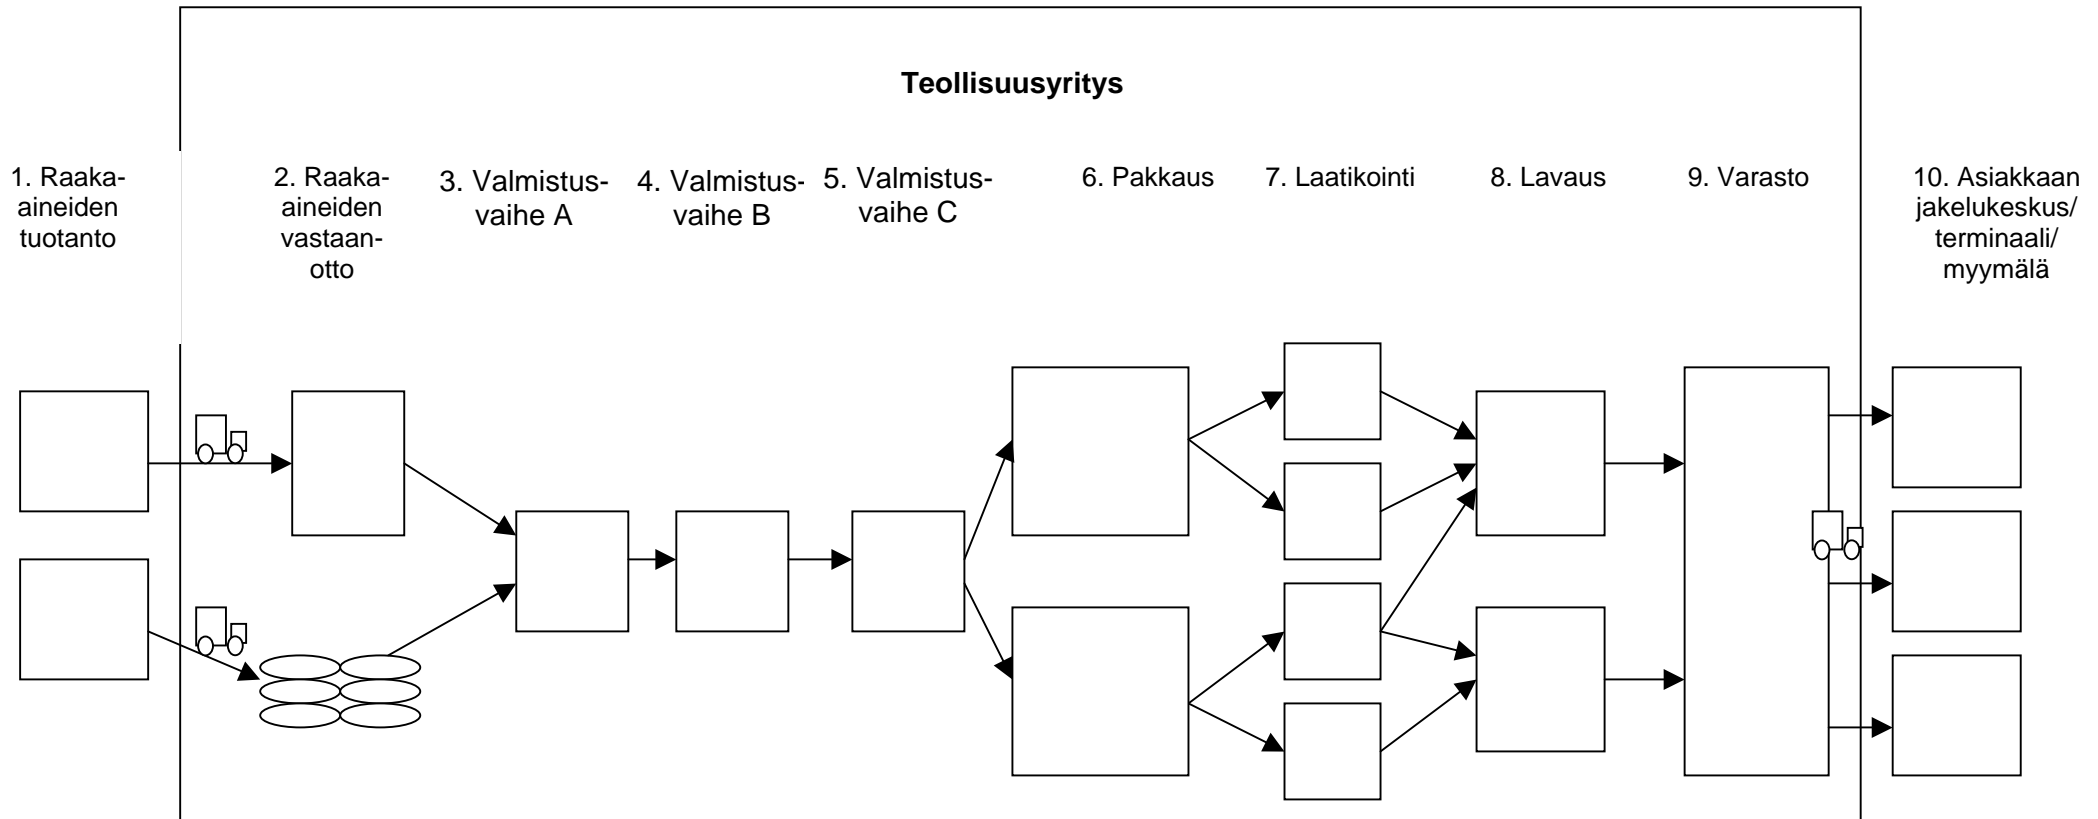 Teollisuusyritys
1. Raaka-
aineiden
tuotanto
2. Raaka-
aineiden
vastaan-
otto
3. Valmistus-
vaihe A
4. Valmistus-
vaihe B
5. Valmistus-
vaihe C
6. Pakkaus
7. Laatikointi
8. Lavaus
9. Varasto
10. Asiakkaan
jakelukeskus/
terminaali/
myymälä